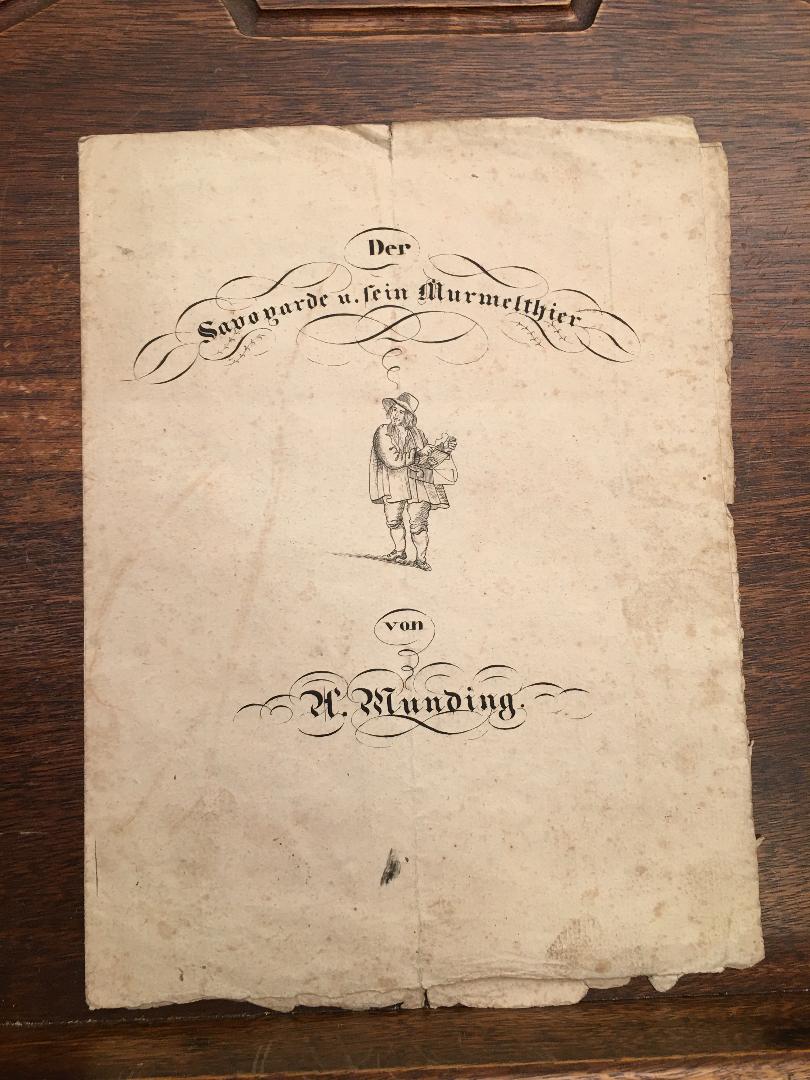 Der
Savoyarde u. sein Murmelthier
von
A. Munding.